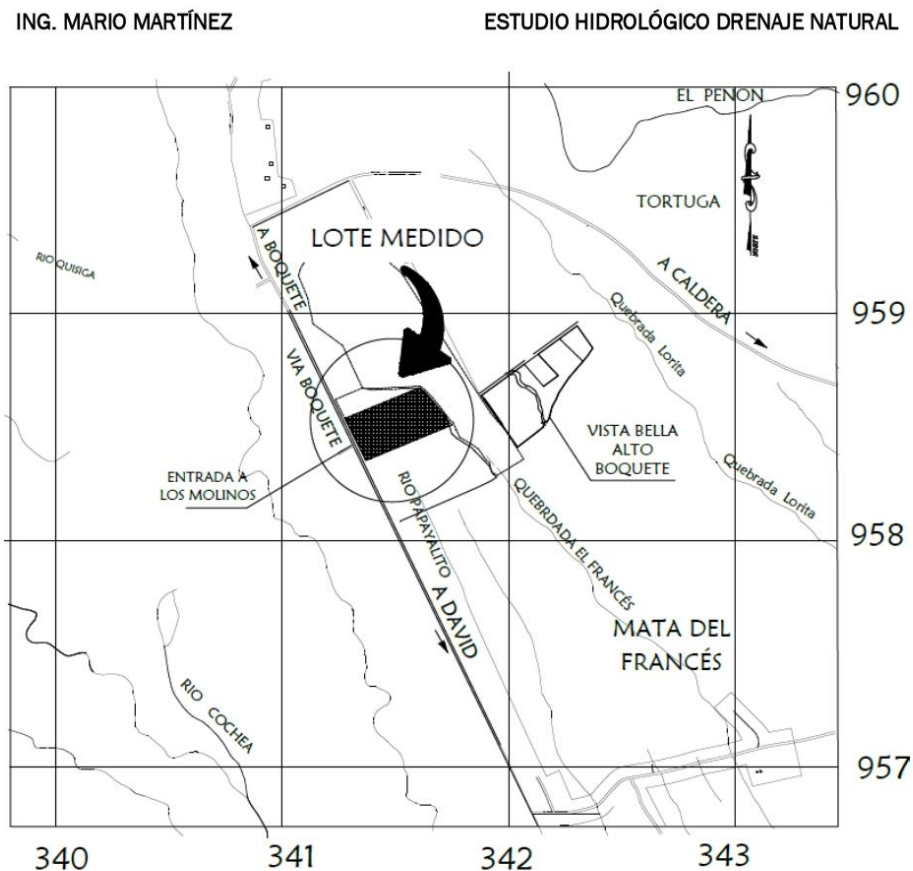 ING. MARIO MARTÍNEZ
ESTUDIO HIDROLÓGICO DRENAJE NATURAL
EL PENON
960
TORTUGA
NORTE
LOTE MEDIDO
A BOQUETE
RIO QUISIGA
A CALDERA
959
Quebrada Lorita
VIA BOQUETE
VISTA BELLA
ALTO
BOQUETE
ENTRADA A
LOS MOLINOS
Quebrada Lorita
RIO PAPAYALITO
QUEBRDADA EL FRANCÉS
958
A DAVID
MATA DEL
FRANCÉS
RIO COCHEA
957
340
341
342
343